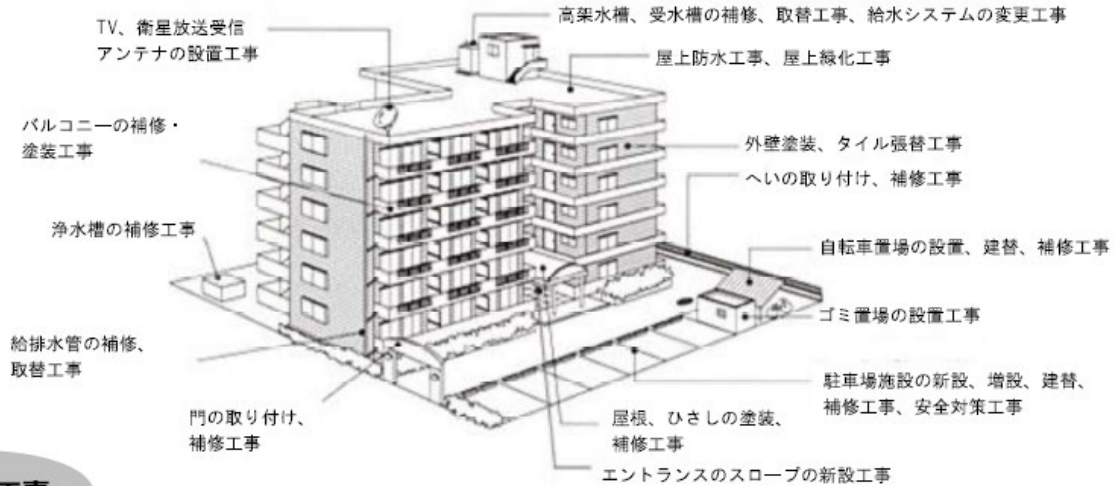 高架水槽、受水槽の補修、取替工事、給水システムの変更工事
TV、衛星放送受信
アンテナの設置工事
屋上防水工事、屋上緑化工事
バルコニーの補修・
塗装工事
外壁塗装、タイル張替工事
へいの取り付け、補修工事
浄水槽の補修工事
自転車置場の設置、建替、補修工事
ゴミ置場の設置工事
給排水管の補修、
取替工事
駐車場施設の新設、増設、建替、
補修工事、安全対策工事
門の取り付け、
補修工事
屋根、ひさしの塗装、
補修工事
エントランスのスロープの新設工事
工事